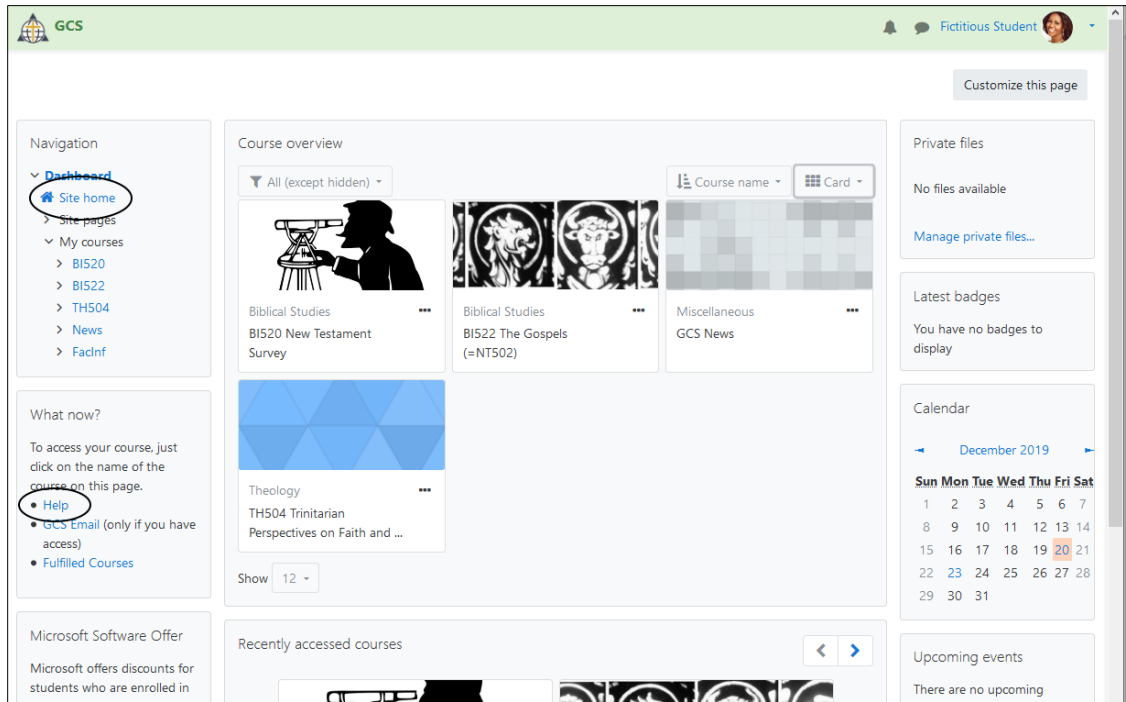 GCS
Fictitious Student
Customize this page
Navigation
Dashboard
Site home
Site pages
My courses
BI520
BI522
TH504
News
FacInf
What now?
To access your course, just
click on the name of the
course on this page.
• Help
• GCS Email (only if you have
access)
• Fulfilled Courses
Microsoft Software Offer
Microsoft offers discounts for
students who are enrolled in
Course overview
All (except hidden)
Course name
Card
Biblical Studies
BI520 New Testament
Survey
Biblical Studies
BI522 The Gospels
(=NT502)
Miscellaneous
GCS News
Theology
TH504 Trinitarian
Perspectives on Faith and ...
Show 12
Recently accessed courses
Private files
No files available
Manage private files...
Latest badges
You have no badges to
display
Calendar
December 2019
Sun Mon Tue Wed Thu Fri Sat
1 2 3 4 5 6 7
8 9 10 11 12 13 14
15 16 17 18 19 20 21
22 23 24 25 26 27 28
29 30 31
Upcoming events
There are no upcoming